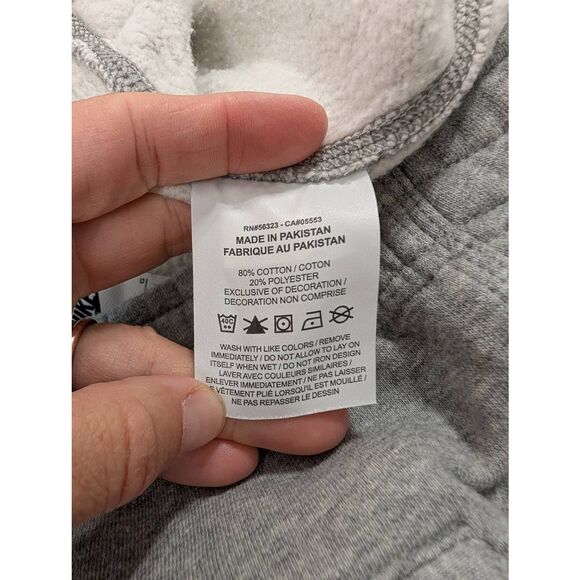 RN#56323 - CA#05553
MADE IN PAKISTAN
FABRIQUE AU PAKISTAN
80% COTTON / COTON
20% POLYESTER
EXCLUSIVE OF DECORATION /
DECORATION NON COMPRISE
40C
WASH WITH LIKE COLORS / REMOVE
IMMEDIATELY / DO NOT ALLOW TO LAY ON
ITSELF WHEN WET / DO NOT IRON DESIGN
LAVER AVEC COULEURS SIMILAIRES /
ENLEVER IMMEDIATEMENT / NE PAS LAISSER
LE VÊTEMENT PLIÉ LORSQU'IL EST MOUILLÉ /
NE PAS REPASSER LE DESSIN